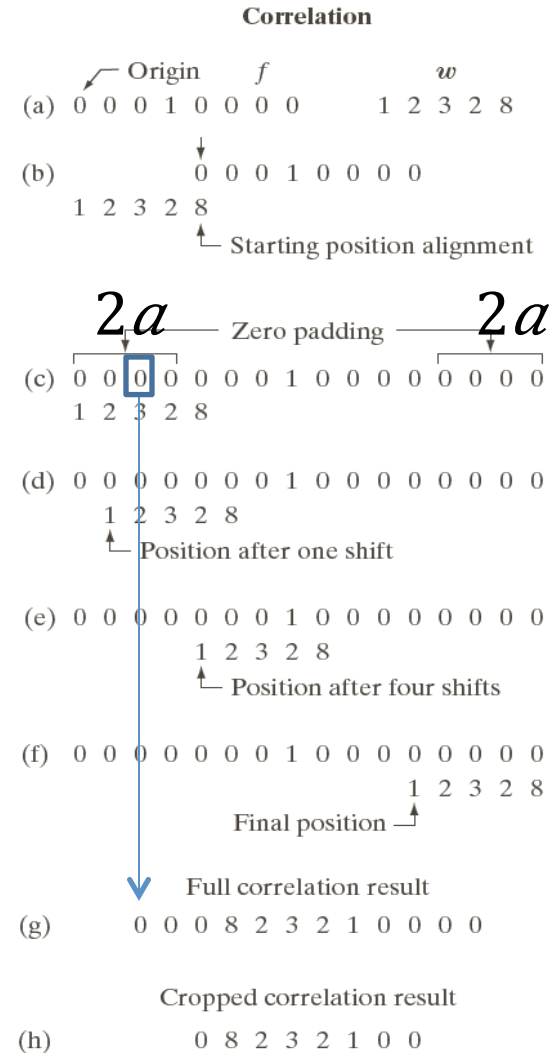 Correlation
Origin f w
(a) 0 0 0 1 0 0 0 0 1 2 3 2 8
(b) 0 0 0 1 0 0 0 0
1 2 3 2 8
Starting position alignment
2a Zero padding 2a
(c) 0 0 0 0 0 0 0 1 0 0 0 0 0 0 0 0
1 2 3 2 8
(d) 0 0 0 0 0 0 0 1 0 0 0 0 0 0 0 0
1 2 3 2 8
Position after one shift
(e) 0 0 0 0 0 0 0 1 0 0 0 0 0 0 0 0
1 2 3 2 8
Position after four shifts
(f) 0 0 0 0 0 0 0 1 0 0 0 0 0 0 0 0
1 2 3 2 8
Final position
Full correlation result
(g) 0 0 0 8 2 3 2 1 0 0 0 0
Cropped correlation result
(h) 0 8 2 3 2 1 0 0